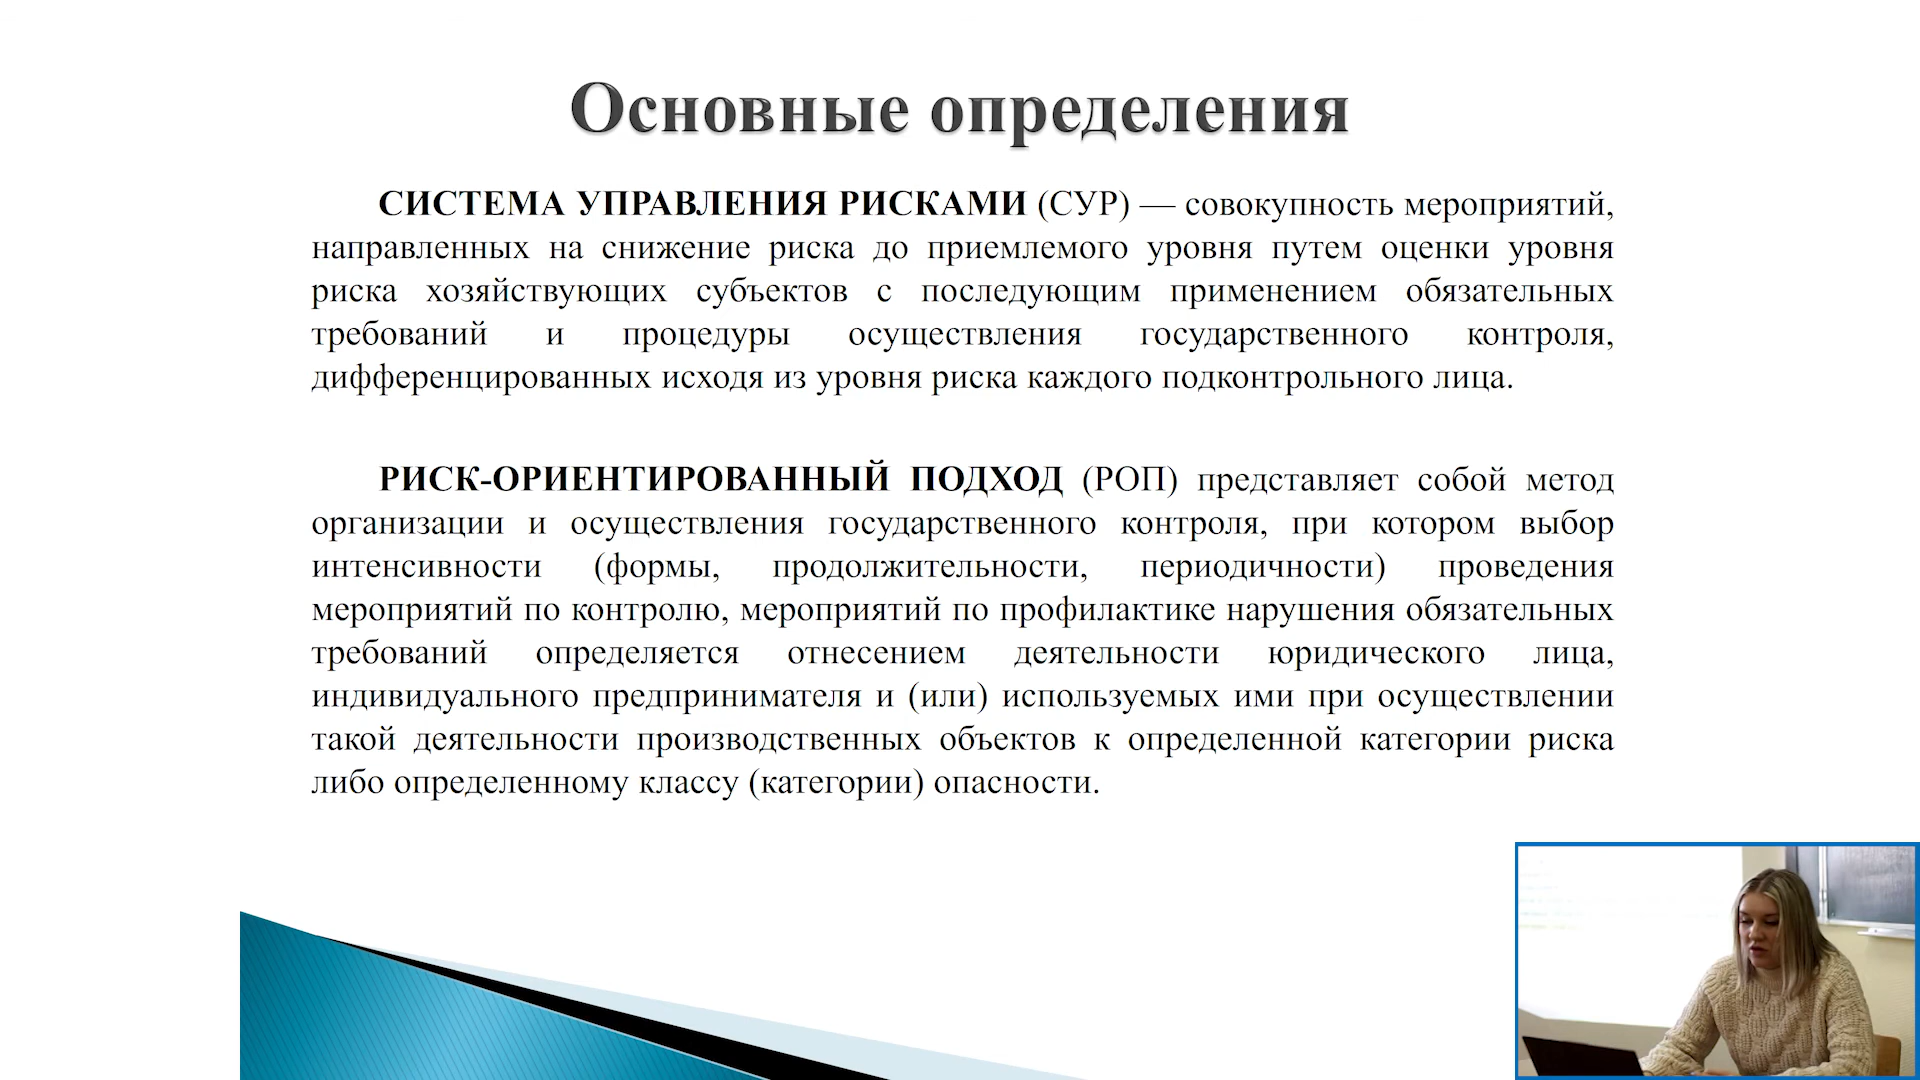 Основные определения
СИСТЕМА УПРАВЛЕНИЯ РИСКАМИ (СУР) — совокупность мероприятий,
направленных на снижение риска до приемлемого уровня путем оценки уровня
риска хозяйствующих субъектов с последующим применением обязательных
требований и процедуры осуществления государственного контроля,
дифференцированных исходя из уровня риска каждого подконтрольного лица.
РИСК-ОРИЕНТИРОВАННЫЙ ПОДХОД (РОП) представляет собой метод
организации и осуществления государственного контроля, при котором выбор
интенсивности (формы, продолжительности, периодичности) проведения
мероприятий по контролю, мероприятий по профилактике нарушения обязательных
требований определяется отнесением деятельности юридического лица,
индивидуального предпринимателя и (или) используемых ими при осуществлении
такой деятельности производственных объектов к определенной категории риска
либо определенному классу (категории) опасности.